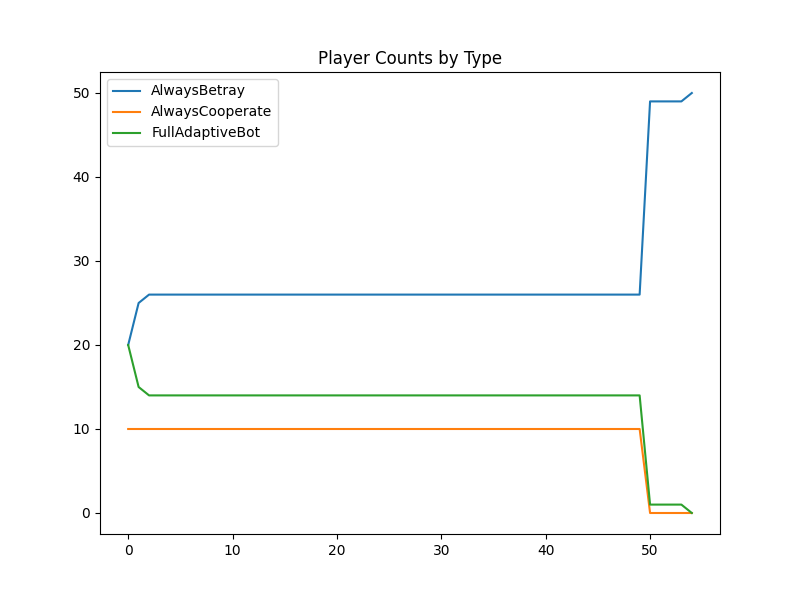 Player Counts by Type
AlwaysBetray
AlwaysCooperate
FullAdaptiveBot
50
40
30
20
10
0
0 10 20 30 40 50